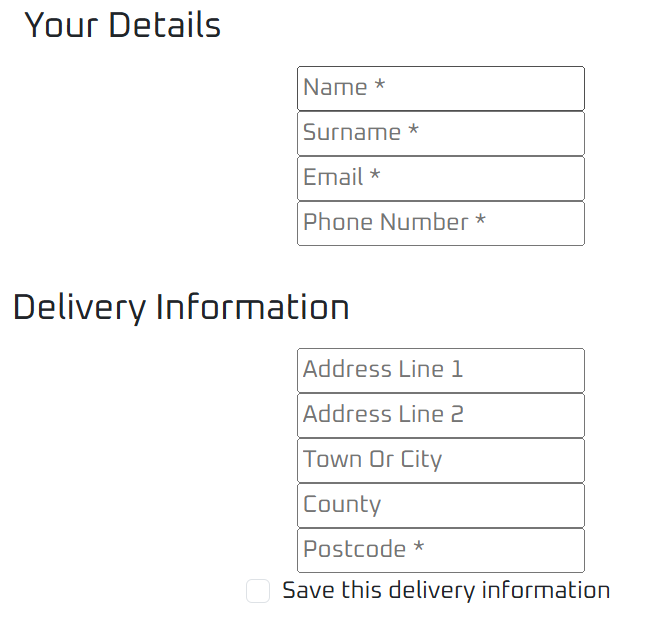 Your Details
Name *
Surname *
Email *
Phone Number *
Delivery Information
Address Line 1
Address Line 2
Town Or City
County
Postcode *
Save this delivery information